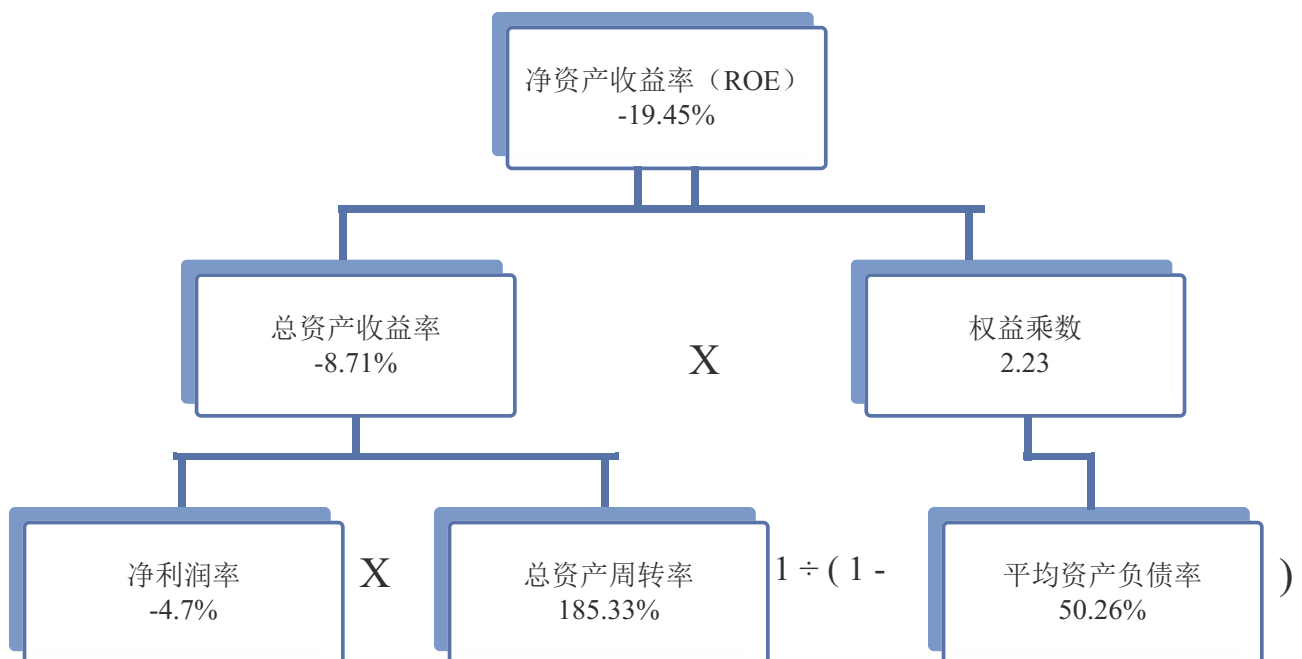 净资产收益率（ROE）
-19.45%
总资产收益率
-8.71%
X
权益乘数
2.23
净利润率
-4.7%
X
总资产周转率
185.33%
1 ÷ ( 1 -
平均资产负债率
50.26%
)